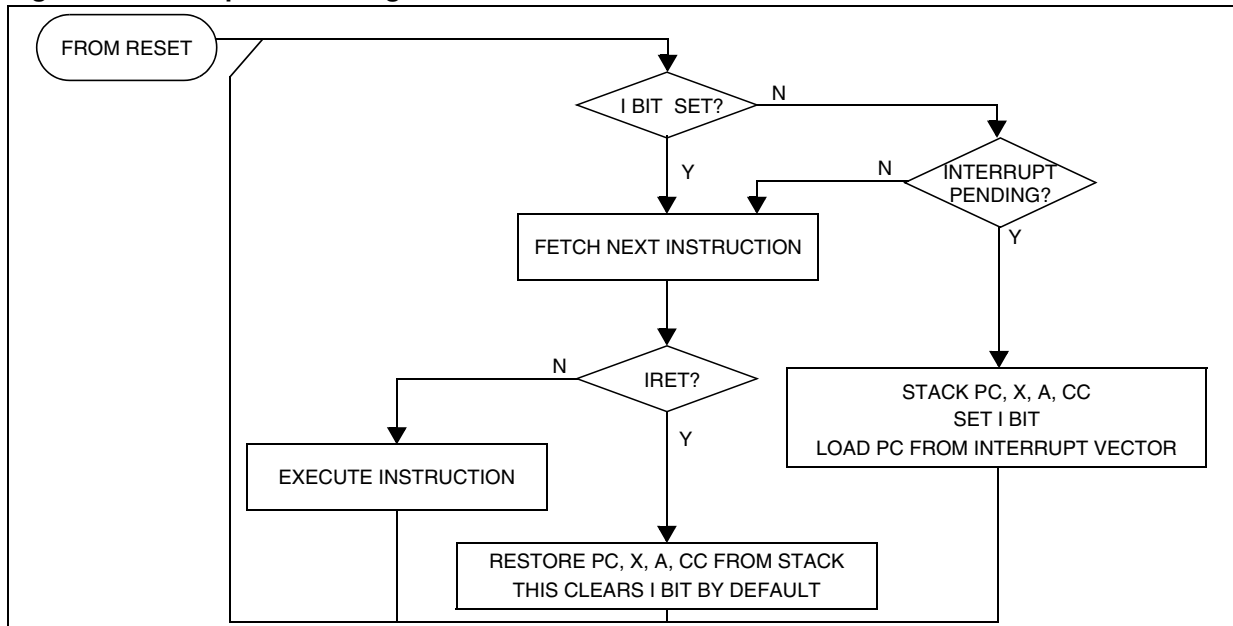 FROM RESET
I BIT SET?
N
Y
N
INTERRUPT
PENDING?
Y
FETCH NEXT INSTRUCTION
N
IRET?
Y
STACK PC, X, A, CC
SET I BIT
LOAD PC FROM INTERRUPT VECTOR
EXECUTE INSTRUCTION
RESTORE PC, X, A, CC FROM STACK
THIS CLEARS I BIT BY DEFAULT